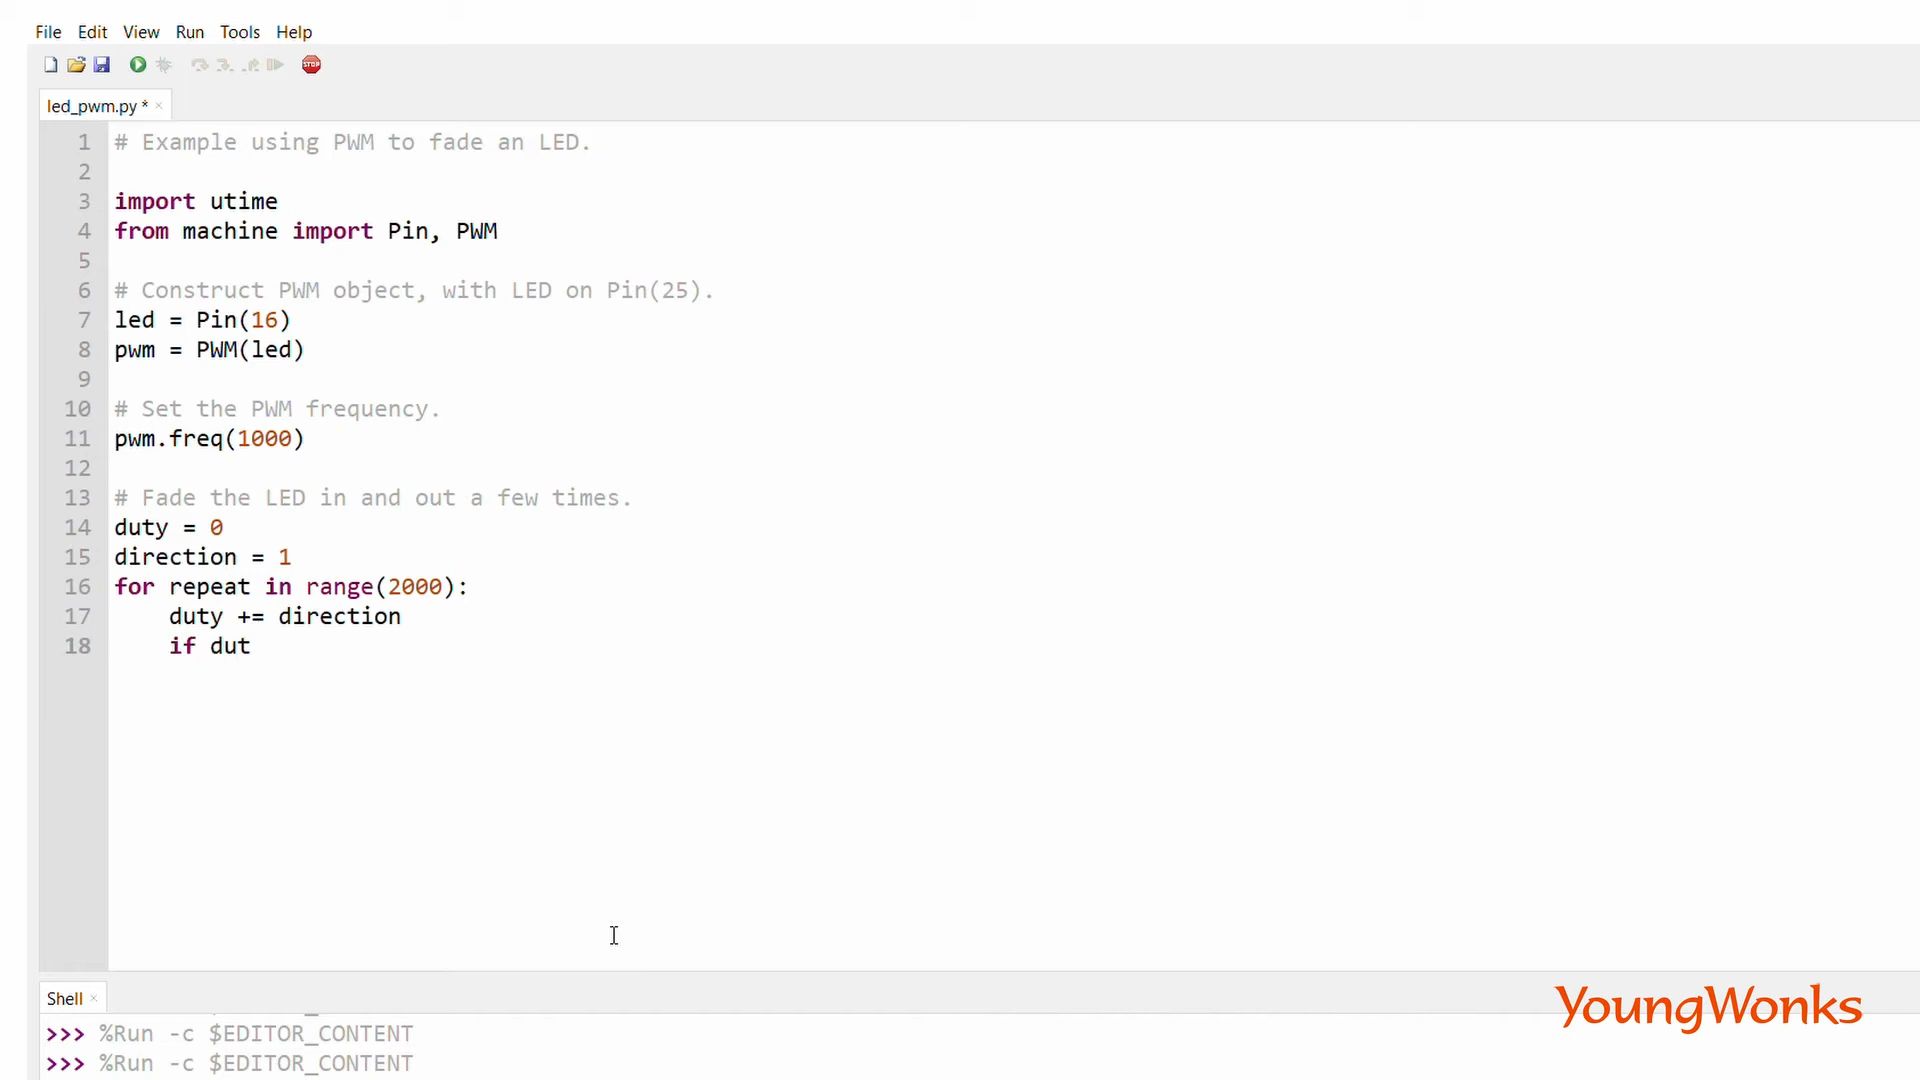 File Edit View Run Tools Help
STOP
led_pwm.py * ×
1 # Example using PWM to fade an LED.
2
3 import utime
4 from machine import Pin, PWM
5
6 # Construct PWM object, with LED on Pin(25).
7 led = Pin(16)
8 pwm = PWM(led)
9
10 # Set the PWM frequency.
11 pwm.freq(1000)
12
13 # Fade the LED in and out a few times.
14 duty = 0
15 direction = 1
16 for repeat in range(2000):
17     duty += direction
18     if dut
Shell ×
YoungWonks
>>> %Run -c $EDITOR_CONTENT
>>> %Run -c $EDITOR_CONTENT